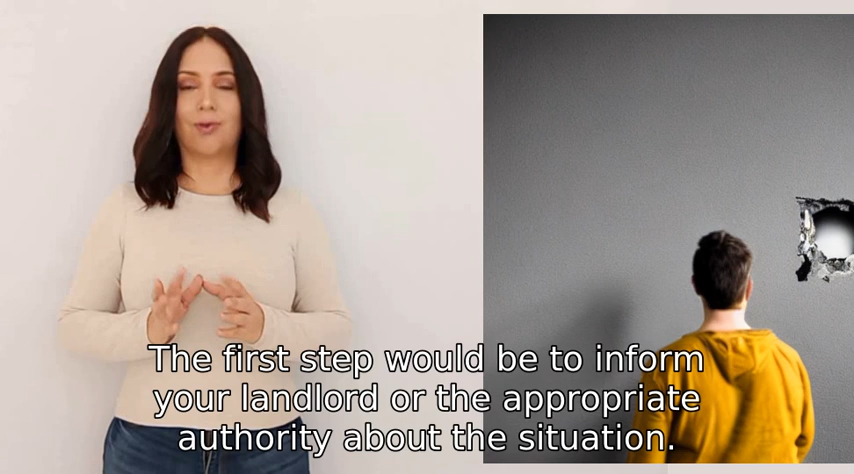 The first step would be to inform
your landlord or the appropriate
authority about the situation.